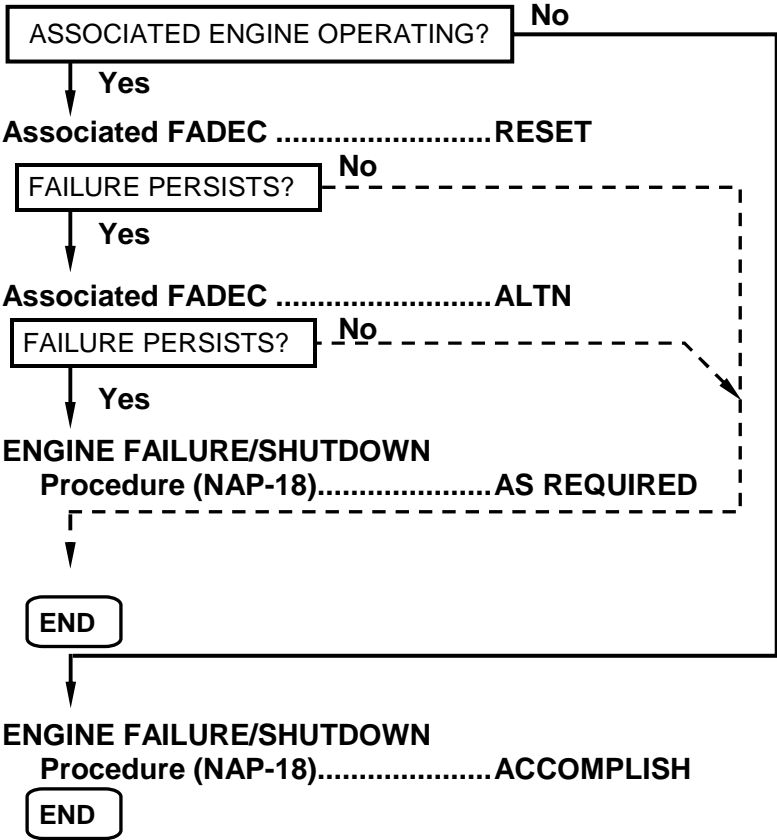 No
ASSOCIATED ENGINE OPERATING?
Yes
Associated FADEC ..........................RESET
No
FAILURE PERSISTS?
Yes
Associated FADEC ..........................ALTN
No
FAILURE PERSISTS?
Yes
ENGINE FAILURE/SHUTDOWN
Procedure (NAP-18).....................AS REQUIRED
END
ENGINE FAILURE/SHUTDOWN
Procedure (NAP-18).....................ACCOMPLISH
END